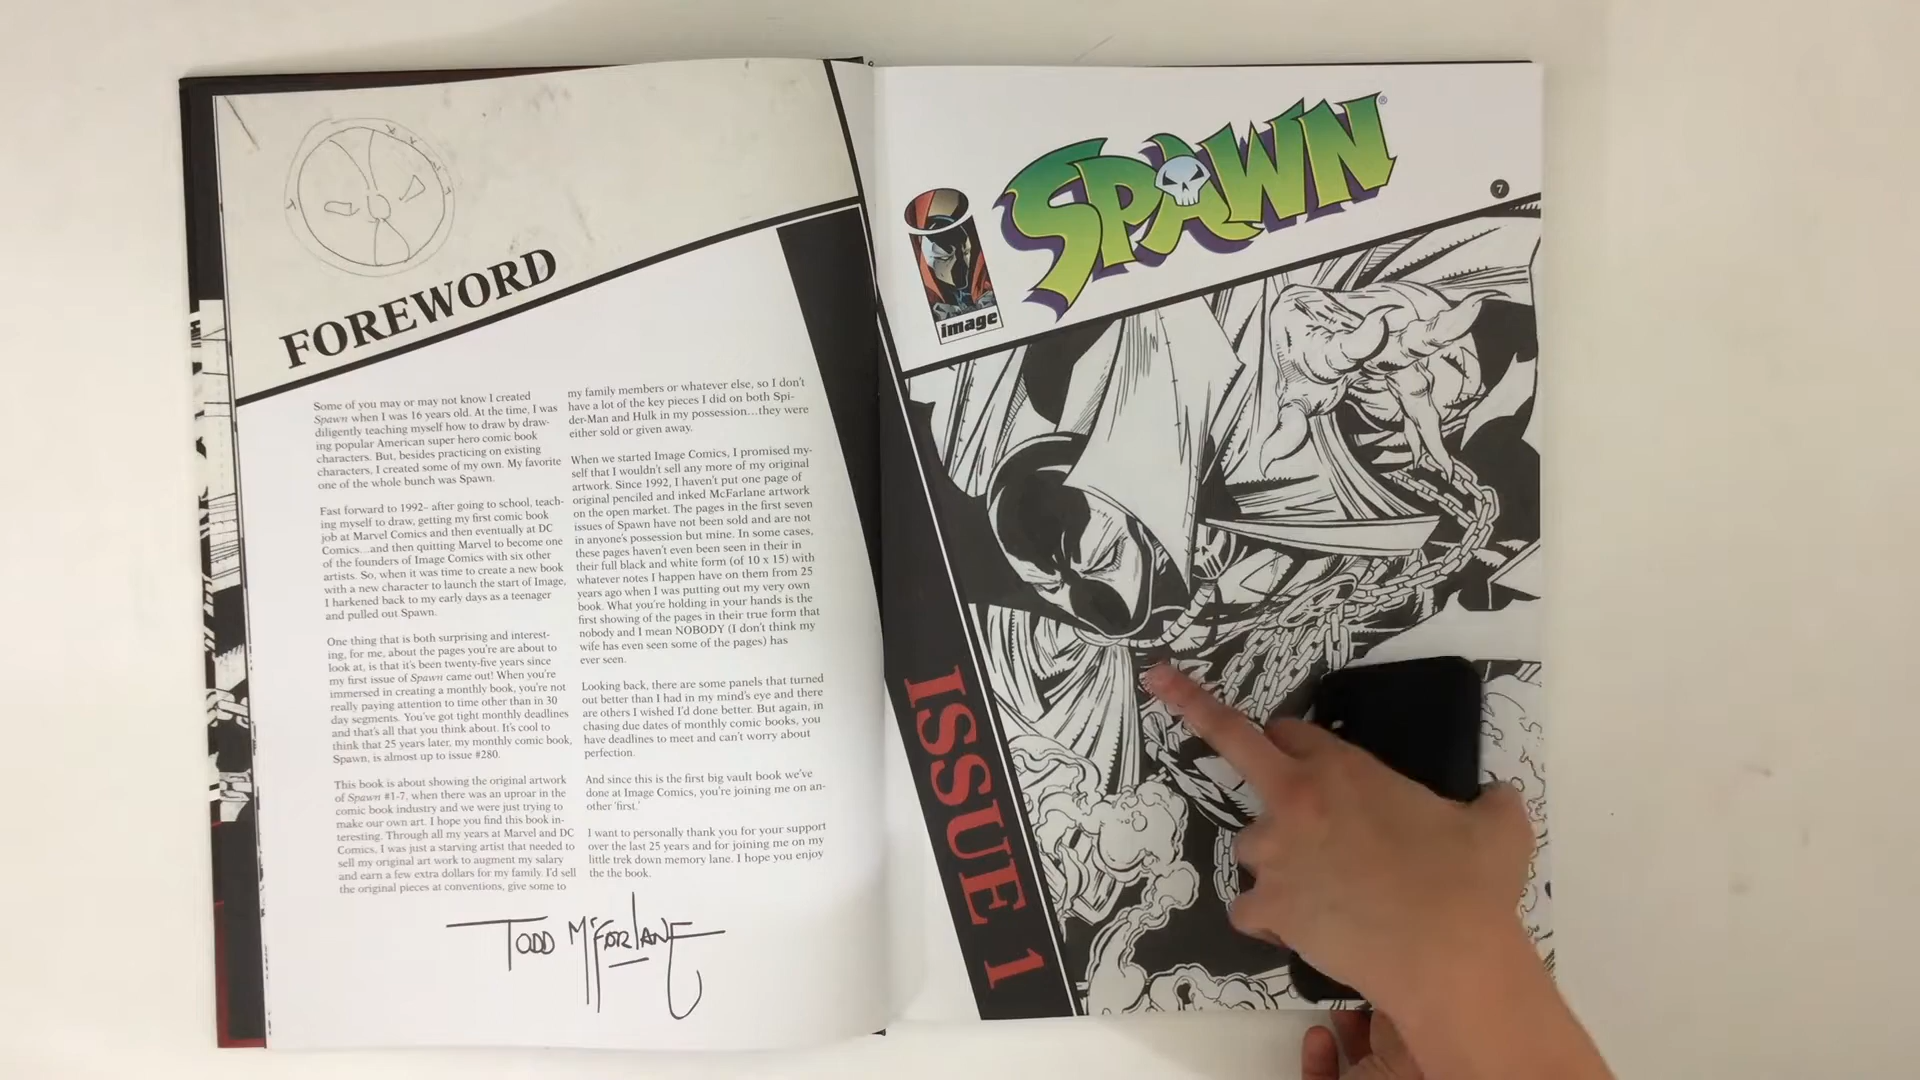 FOREWORD
Some of you may or may not know I created
Spawn when I was 16 years old. At the time, I was
diligently teaching myself how to draw by draw-
ing popular American super hero comic book
characters. But, besides practicing on existing
characters, I created some of my own. My favorite
one of the whole bunch was Spawn.
Fast forward to 1992– after going to school, teach-
ing myself to draw, getting my first comic book
job at Marvel Comics and then eventually at DC
Comics...and then quitting Marvel to become one
of the founders of Image Comics with six other
artists. So, when it was time to create a new book
with a new character to launch the start of Image,
I harkened back to my early days as a teenager
and pulled out Spawn.
One thing that is both surprising and interest-
ing, for me, about the pages you're are about to
look at, is that it's been twenty-five years since
my first issue of Spawn came out! When you're
immersed in creating a monthly book, you're not
really paying attention to time other than in 30
day segments. You've got tight monthly deadlines
and that's all that you think about. It's cool to
think that 25 years later, my monthly comic book,
Spawn, is almost up to issue #280.
This book is about showing the original artwork
of Spawn #1-7, when there was an uproar in the
comic book industry and we were just trying to
make our own art. I hope you find this book in-
teresting. Through all my years at Marvel and DC
Comics, I was just a starving artist that needed to
sell my original art work to augment my salary
and earn a few extra dollars for my family. I'd sell
the original pieces at conventions, give some to
my family members or whatever else, so I don't
have a lot of the key pieces I did on both Spi-
der-Man and Hulk in my possession...they were
either sold or given away.
When we started Image Comics, I promised my-
self that I wouldn't sell any more of my original
artwork. Since 1992, I haven't put one page of
original penciled and inked McFarlane artwork
on the open market. The pages in the first seven
issues of Spawn have not been sold and are not
in anyone's possession but mine. In some cases,
these pages haven't even been seen in their in
their full black and white form (of 10 x 15) with
whatever notes I happen have on them from 25
years ago when I was putting out my very own
book. What you're holding in your hands is the
first showing of the pages in their true form that
nobody and I mean NOBODY (I don't think my
wife has even seen some of the pages) has
ever seen.
Looking back, there are some panels that turned
out better than I had in my mind's eye and there
are others I wished I'd done better. But again, in
chasing due dates of monthly comic books, you
have deadlines to meet and can't worry about
perfection.
And since this is the first big vault book we've
done at Image Comics, you're joining me on an-
other 'first.'
I want to personally thank you for your support
over the last 25 years and for joining me on my
little trek down memory lane. I hope you enjoy
the the book.
TODD McFARLANE
SPAWN®
image
7
ISSUE 1